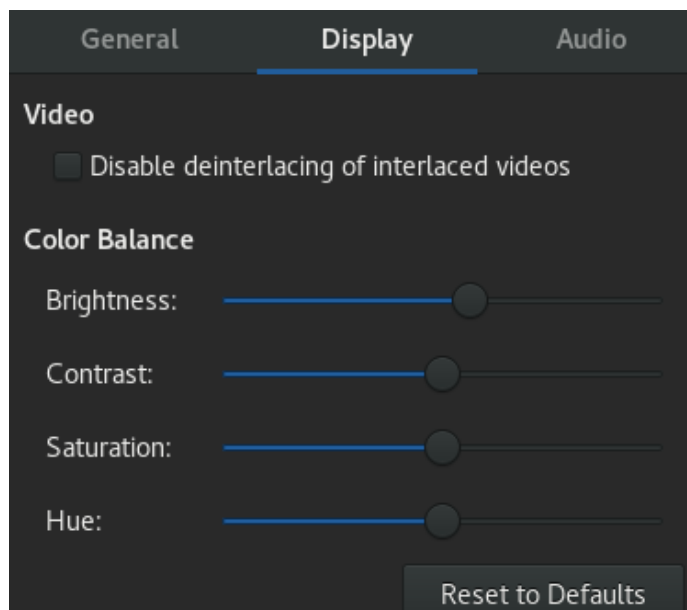 General Display Audio
Video
Disable deinterlacing of interlaced videos
Color Balance
Brightness:
Contrast:
Saturation:
Hue:
Reset to Defaults